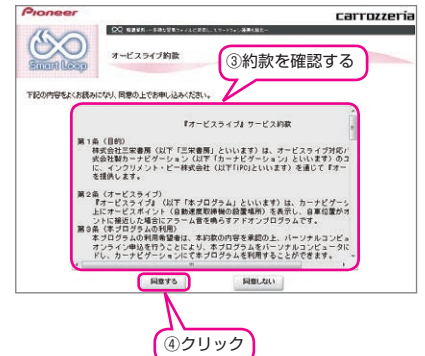 Pioneer
carrozzeria
Smart Loop
オービスライブ約款
③約款を確認する
下記の内容をよくお読みになり、同意の上でお申し込みください。
『オービスライブ』サービス約款
第1条（目的）
株式会社三栄書房（以下「三栄書房」といいます）は、オービスライブ対応パ
式会社製カーナビゲーション（以下「カーナビゲーション」といいます）のユ
に、インクリメント・ピー株式会社（以下「IPC」といいます）を通じて『オー
を提供します。
第2条（オービスライブ）
『オービスライブ』（以下「本プログラム」といいます）は、カーナビゲーシ
上にオービスポイント（自動速度取締機の設置場所）を表示し、自車位置がオ
ントに接近した場合にアラーム音を鳴らすアドオンプログラムです。
第3条（本プログラムの利用）
本プログラムの利用希望者は、本約款の内容を承認の上、パーソナルコンピュ
オンライン申込を行うことにより、本プログラムをパーソナルコンピュータに
ドし、カーナビゲーションにて本プログラムを利用することができます。
同意する
同意しない
④クリック